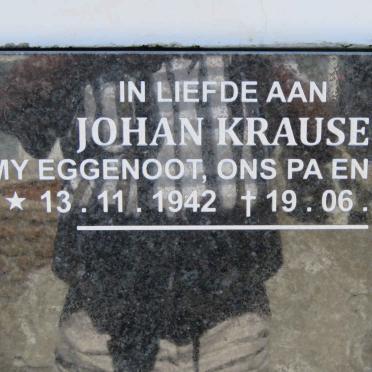 IN LIEFDE AAN
JOHAN KRAUSE
MY EGGENOOT, ONS PA EN
★ 13 . 11 . 1942 † 19 . 06 .